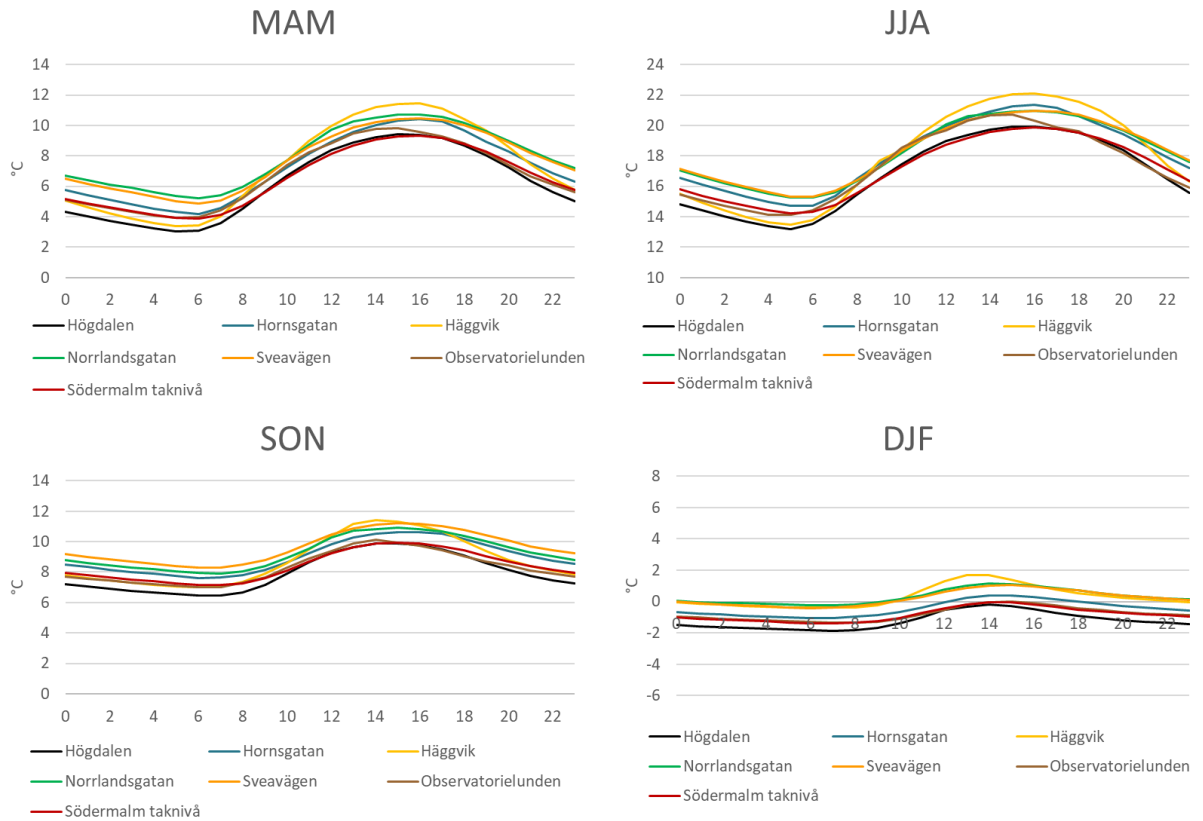 MAM
14
12
10
8
6
4
2
0
°C
0 2 4 6 8 10 12 14 16 18 20 22
Högdalen Hornsgatan Häggvik
Norrlandsgatan Sveavägen Observatorielunden
Södermalm taknivå
JJA
24
22
20
18
16
14
12
10
°C
0 2 4 6 8 10 12 14 16 18 20 22
Högdalen Hornsgatan Häggvik
Norrlandsgatan Sveavägen Observatorielunden
Södermalm taknivå
SON
14
12
10
8
6
4
2
0
°C
0 2 4 6 8 10 12 14 16 18 20 22
Högdalen Hornsgatan Häggvik
Norrlandsgatan Sveavägen Observatorielunden
Södermalm taknivå
DJF
8
6
4
2
0
-2
-4
-6
°C
0 2 4 6 8 10 12 14 16 18 20 22
Högdalen Hornsgatan Häggvik
Norrlandsgatan Sveavägen Observatorielunden
Södermalm taknivå